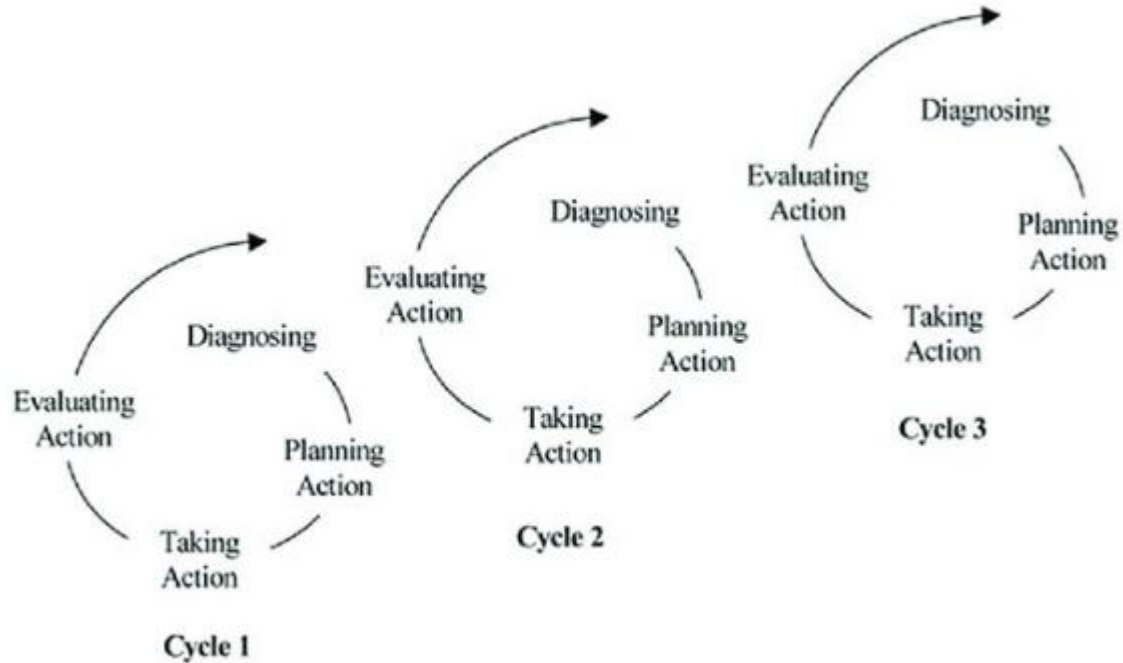 Diagnosing
Planning
Action
Taking
Action
Evaluating
Action
Cycle 1
Diagnosing
Planning
Action
Taking
Action
Evaluating
Action
Cycle 2
Diagnosing
Planning
Action
Taking
Action
Evaluating
Action
Cycle 3